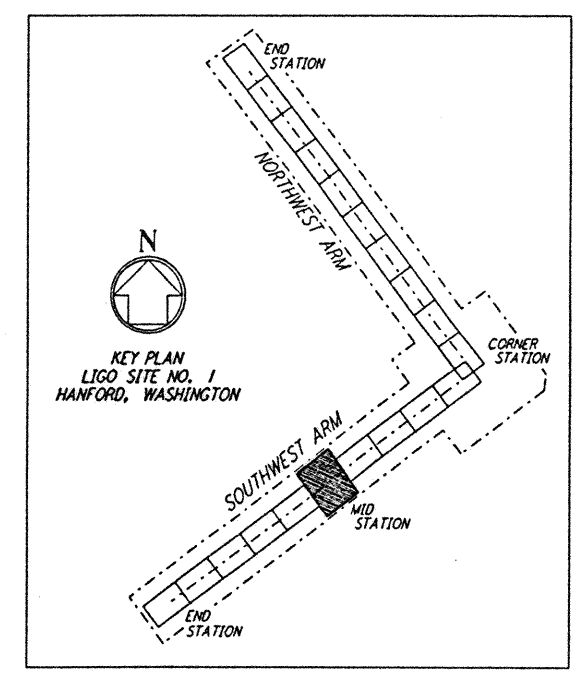 END
STATION
NORTHWEST ARM
N
KEY PLAN
LIGO SITE NO. 1
HANFORD, WASHINGTON
CORNER
STATION
SOUTHWEST ARM
MID
STATION
END
STATION